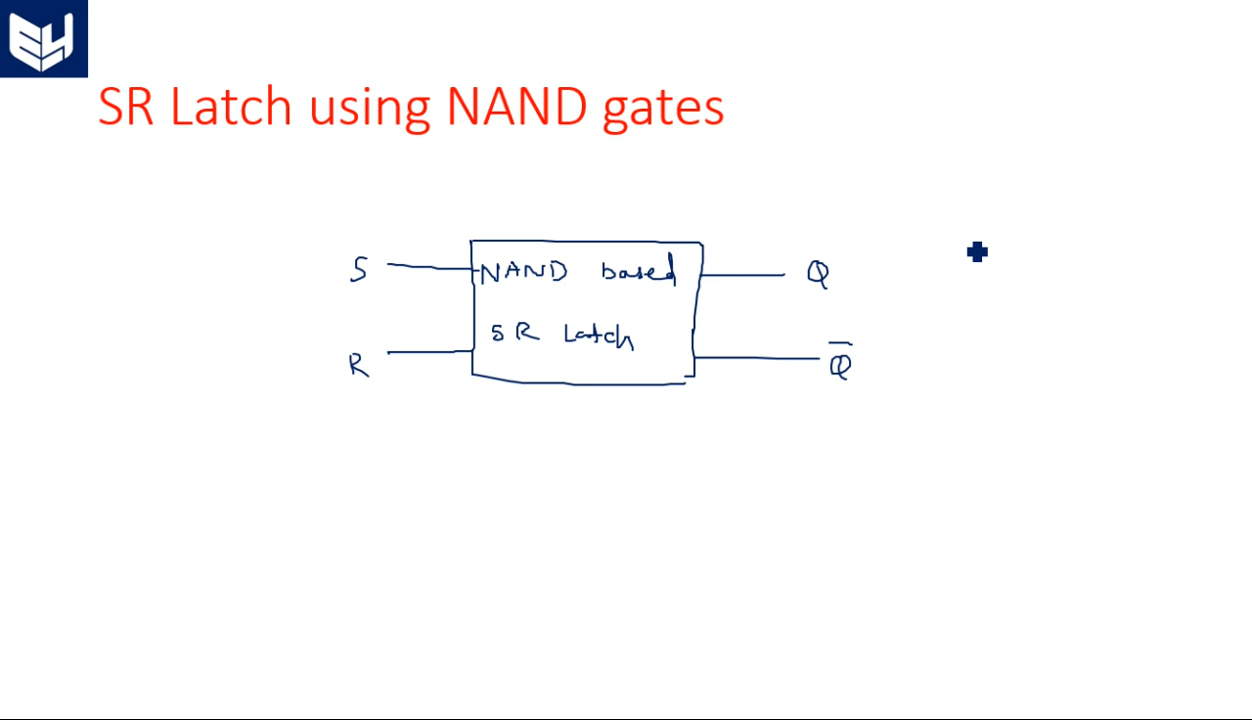 SR Latch using NAND gates
S NAND based Q
SR Latch
R Q̅